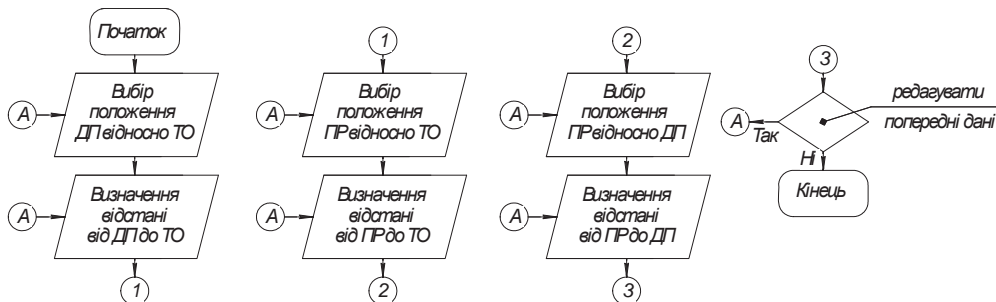 Початок
А
Вибір
положення
ДП відносно ТО
А
Визначення
відстані
від ДП до ТО
1
1
А
Вибір
положення
ПР відносно ТО
А
Визначення
відстані
від ПР до ТО
2
2
А
Вибір
положення
ПР відносно ДП
А
Визначення
відстані
від ПР до ДП
3
3
редагувати
попередні дані
А
Так
Ні
Кінець